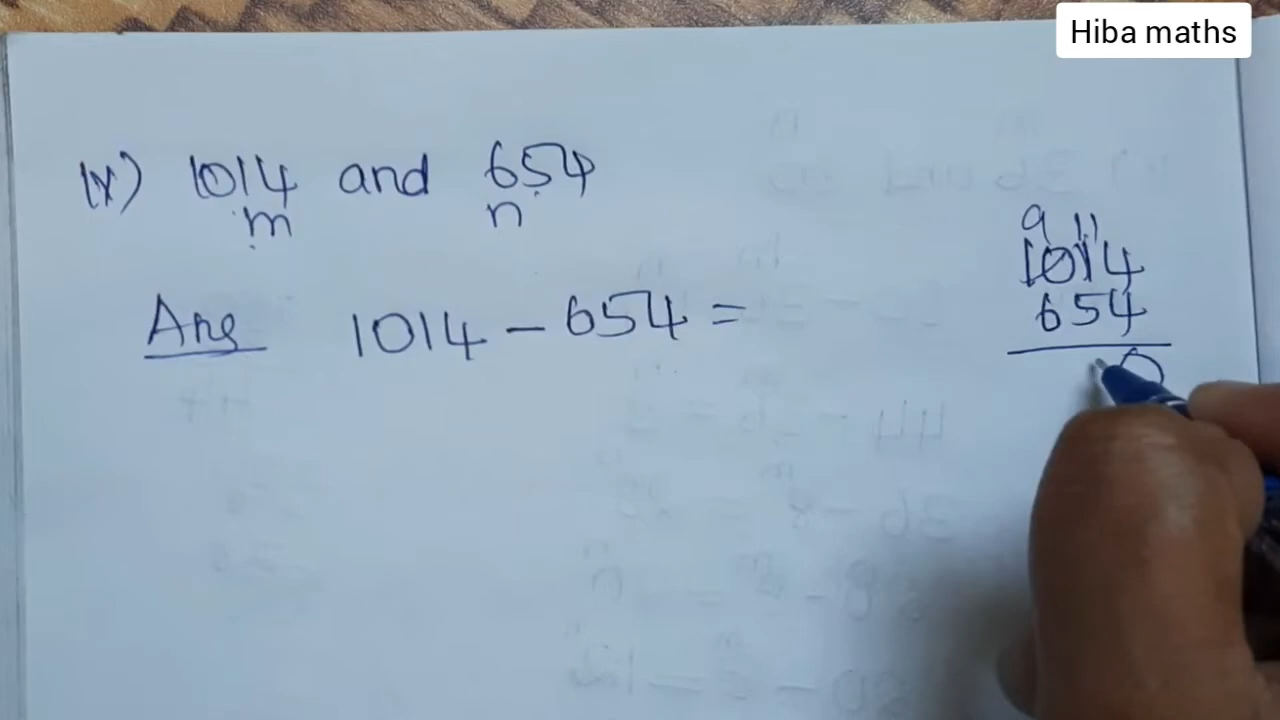 Hiba maths
(x) 1014 and 654
m n
9 11
1014
654
0
Ans 1014 - 654 =